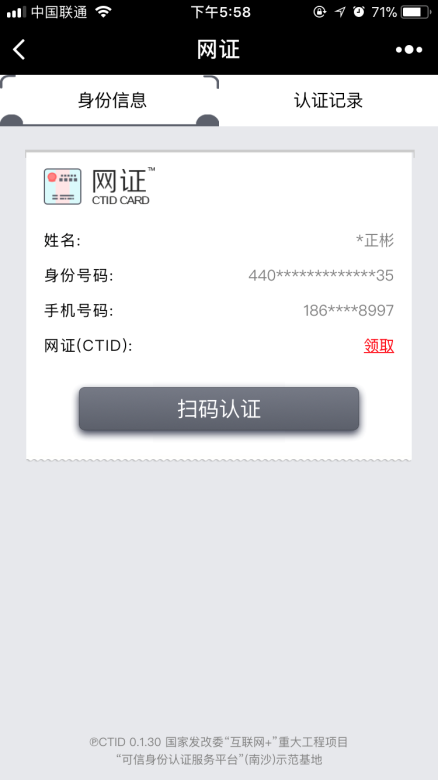 中国联通 下午5:58 71%
网证
身份信息 认证记录
网证™
CTID CARD
姓名: *正彬
身份号码: 440*************35
手机号码: 186****8997
网证(CTID): 领取
扫码认证
℗CTID 0.1.30 国家发改委“互联网+”重大工程项目
“可信身份认证服务平台”(南沙)示范基地